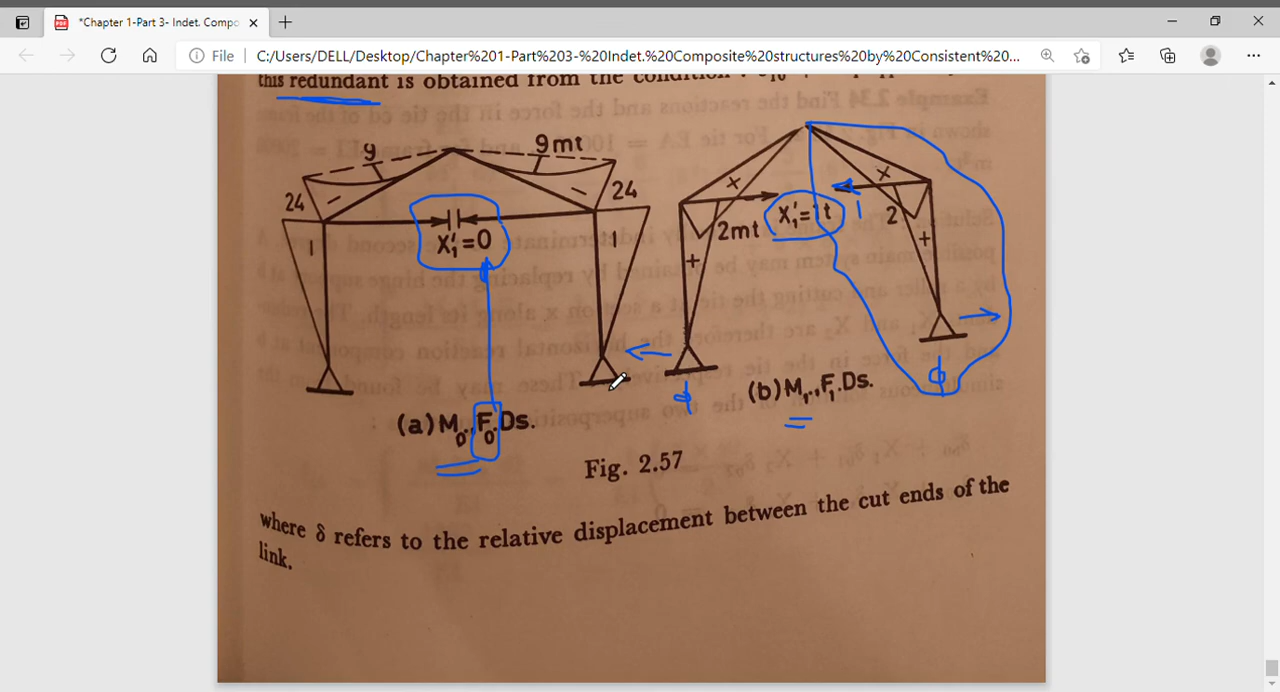 *Chapter 1-Part 3- Indet. Compo
File
C:/Users/DELL/Desktop/Chapter%201-Part%203-%20Indet.%20Composite%20structures%20by%20Consistent%20...
this redundant is obtained from the condition
9
9 mt
24
24
X₁'=0
X₁'=1t
1
2
2mt
(a) M₀., F₀.Ds.
(b) M₁., F₁.Ds.
Fig. 2.57
where δ refers to the relative displacement between the cut ends of the
link.